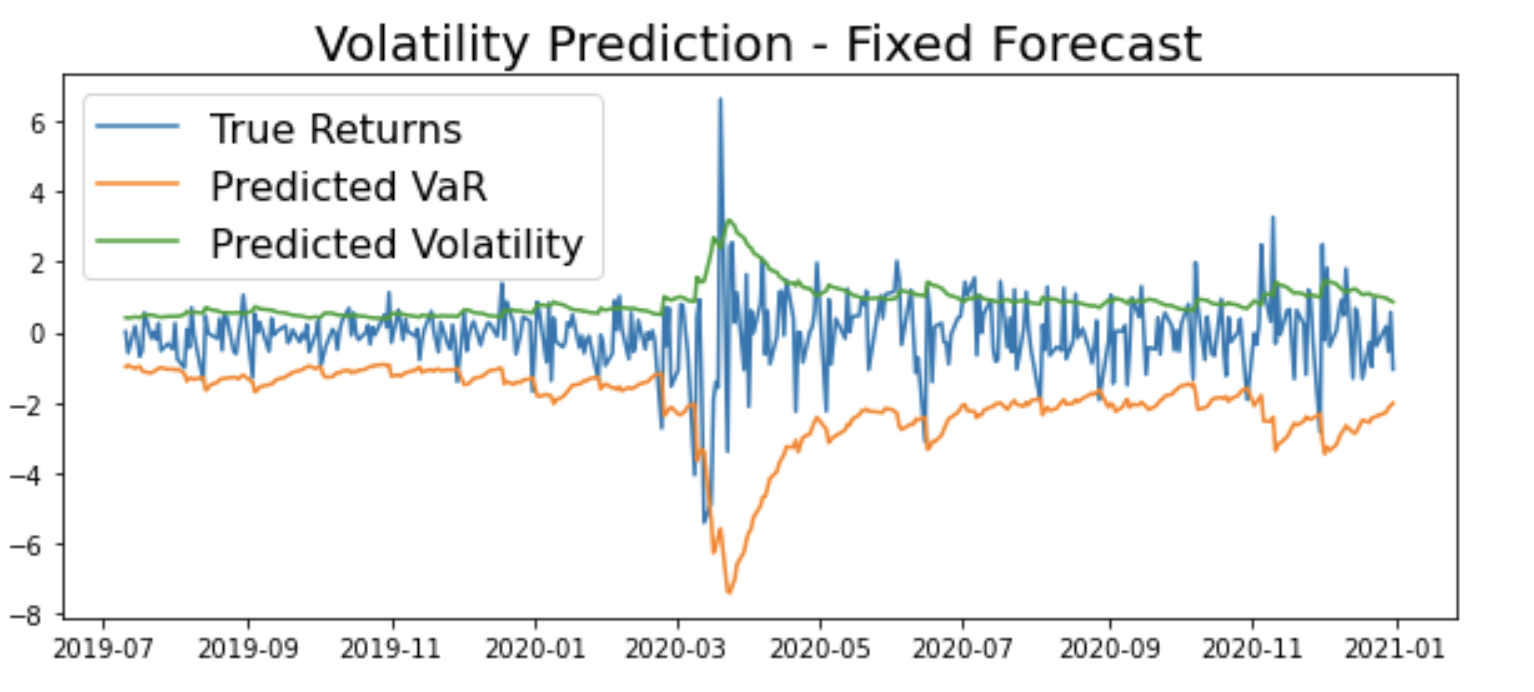 Volatility Prediction - Fixed Forecast
True Returns
Predicted VaR
Predicted Volatility
6
4
2
0
−2
−4
−6
−8
2019-07 2019-09 2019-11 2020-01 2020-03 2020-05 2020-07 2020-09 2020-11 2021-01